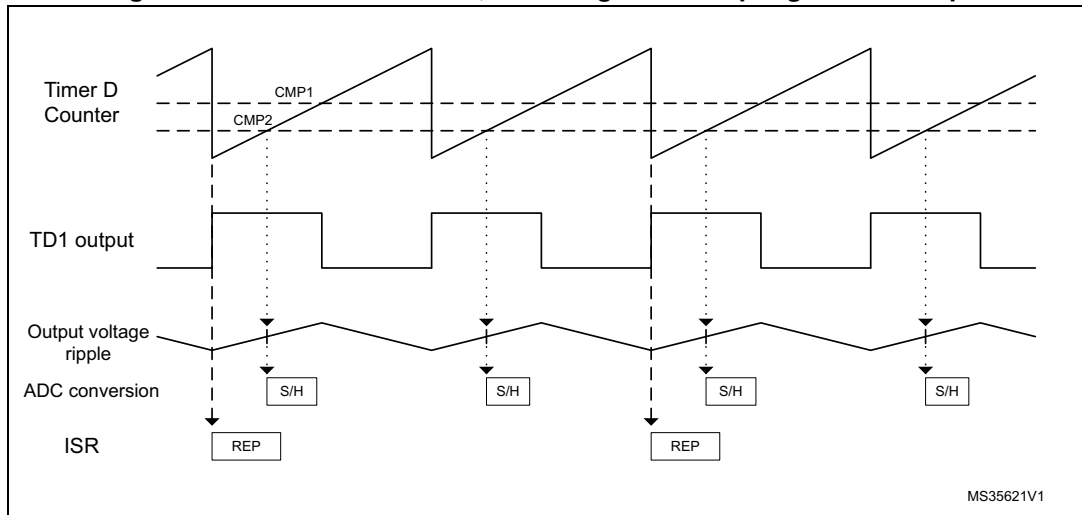 Timer D
Counter
CMP1
CMP2
TD1 output
Output voltage
ripple
ADC conversion
S/H
S/H
S/H
S/H
ISR
REP
REP
MS35621V1